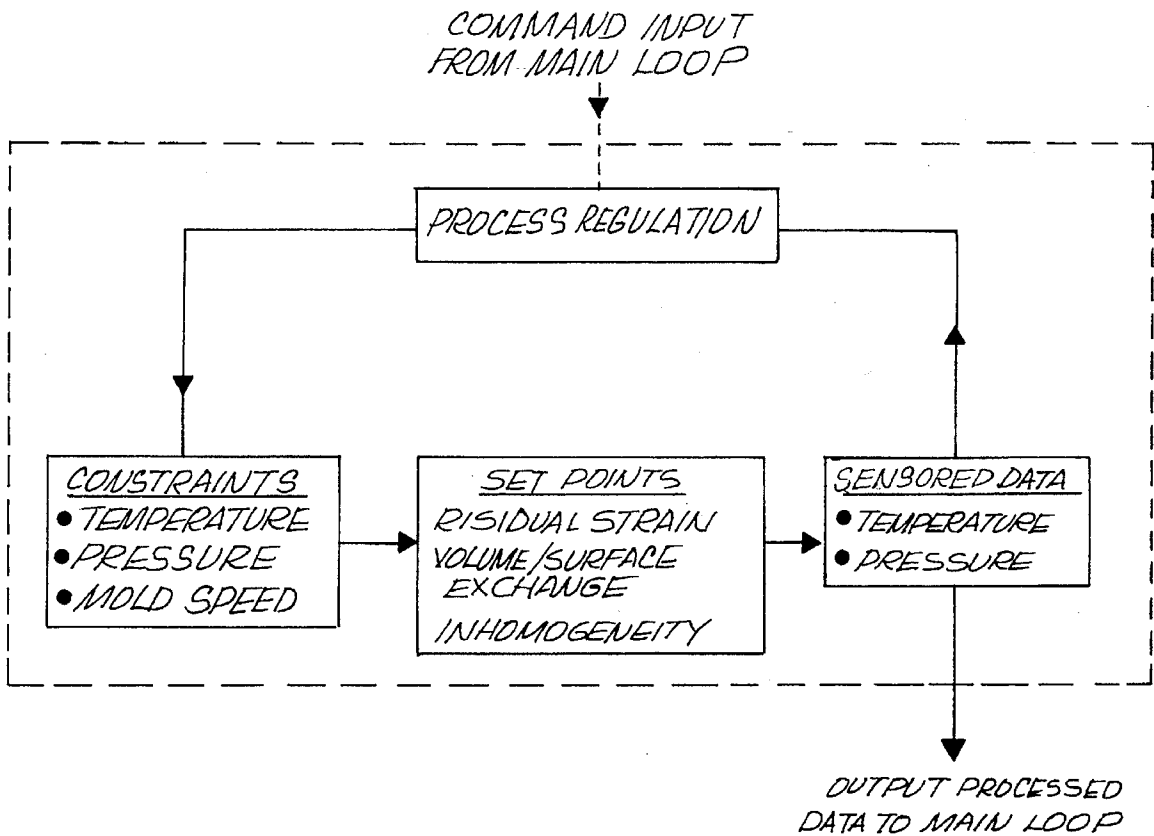 COMMAND INPUT
FROM MAIN LOOP
PROCESS REGULATION
CONSTRAINTS
● TEMPERATURE
● PRESSURE
● MOLD SPEED
SET POINTS
RISIDUAL STRAIN
VOLUME/SURFACE
EXCHANGE
INHOMOGENEITY
SENSORED DATA
● TEMPERATURE
● PRESSURE
OUTPUT PROCESSED
DATA TO MAIN LOOP